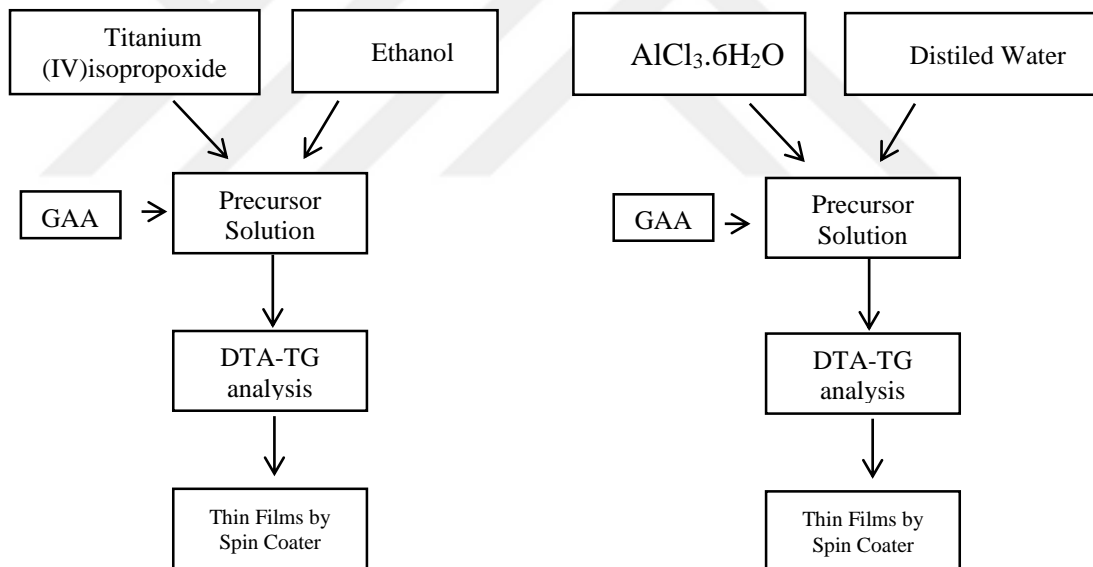 Titanium
(IV)isopropoxide
Ethanol
GAA
Precursor
Solution
DTA-TG
analysis
Thin Films by
Spin Coater
AlCl₃.6H₂O
Distiled Water
GAA
Precursor
Solution
DTA-TG
analysis
Thin Films by
Spin Coater